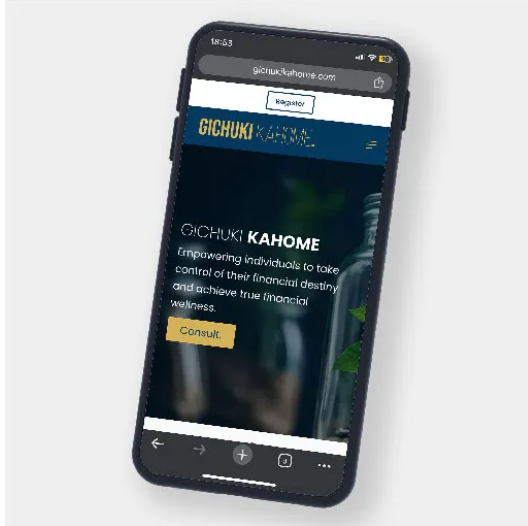 18:53
gichukikahome.com
Register
GICHUKI KAHOME.
GICHUKI KAHOME
Empowering individuals to take
control of their financial destiny
and achieve true financial
wellness.
Consult.